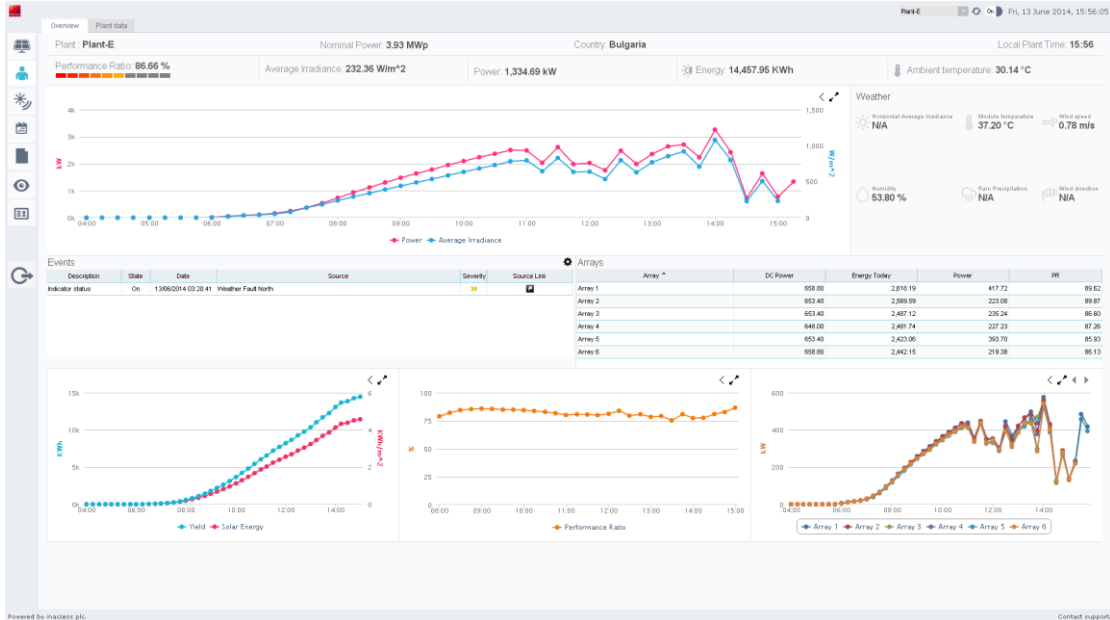 Plant-E On Fri, 13 June 2014, 15:56:05
Overview Plant data
Plant: Plant-E Nominal Power: 3.93 MWp Country: Bulgaria Local Plant Time: 15:56
Performance Ratio: 86.66 % Average Irradiance: 232.36 W/m^2 Power: 1,334.69 kW Energy: 14,457.95 KWh Ambient temperature: 30.14 °C
4k 3k 2k 1k 0k
kW
1,500 1,000 500 0
W/m^2
04:00 05:00 06:00 07:00 08:00 09:00 10:00 11:00 12:00 13:00 14:00 15:00
Power Average Irradiance
Weather
Horizontal Average Irradiance Module temperature Wind speed
N/A 37.20 °C 0.78 m/s
Humidity Rain Precipitation Wind direction
53.80 % N/A N/A
Events
Description State Date Source Severity Source Link
Indicator status On 13/06/2014 03:20:41 Weather Fault North 30
Arrays
Array DC Power Energy Today Power PR
Array 1 658.80 2,618.19 417.72 89.62
Array 2 653.40 2,589.59 223.08 89.87
Array 3 653.40 2,487.12 235.24 86.60
Array 4 648.00 2,481.74 227.23 87.26
Array 5 653.40 2,423.06 393.70 85.93
Array 6 658.80 2,442.15 219.38 86.13
15k 10k 5k 0k
KWh
6 4 2 0
KWh/m^2
04:00 06:00 08:00 10:00 12:00 14:00
Yield Solar Energy
100 75 50 25 0
%
08:00 09:00 10:00 11:00 12:00 13:00 14:00 15:00
Performance Ratio
600 400 200 0
kW
04:00 06:00 08:00 10:00 12:00 14:00
Array 1 Array 2 Array 3 Array 4 Array 5 Array 6
Powered by inaccess plc. Contact support